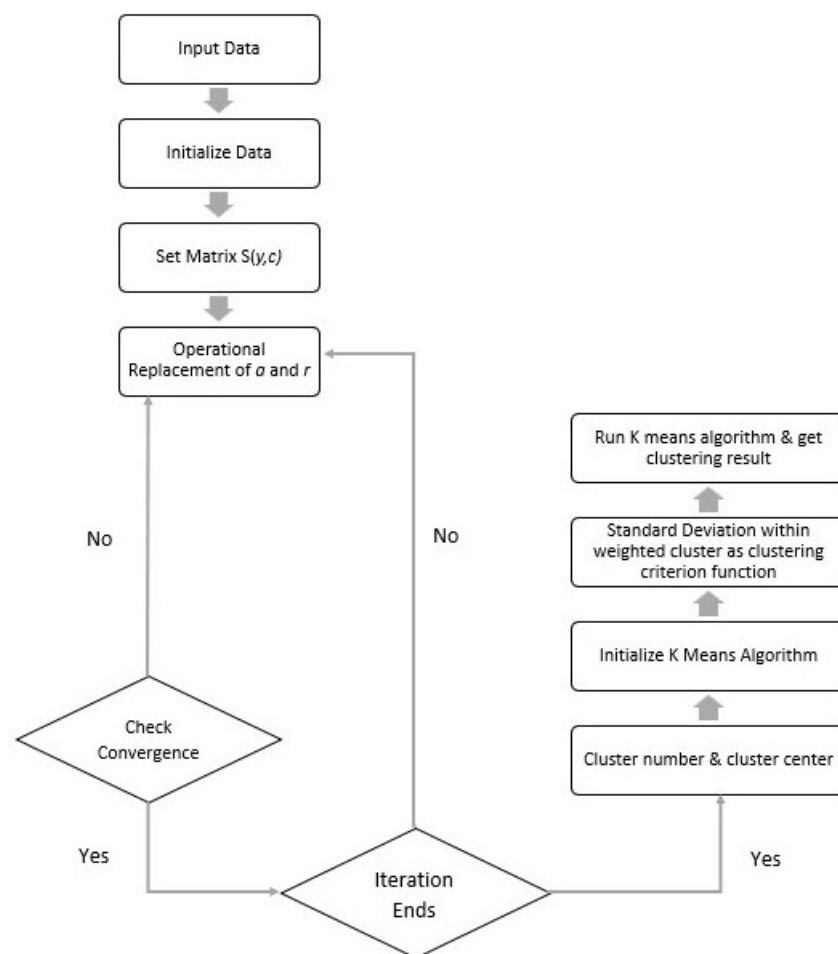 Input Data
Initialize Data
Set Matrix S(y,c)
Operational
Replacement of a and r
No
Check
Convergence
Yes
No
Iteration
Ends
Yes
Cluster number & cluster center
Initialize K Means Algorithm
Standard Deviation within
weighted cluster as clustering
criterion function
Run K means algorithm & get
clustering result